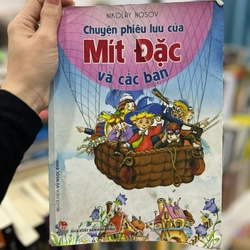 NIKOLAY NOSOV
Chuyện phiêu lưu của
Mít Đặc
và các bạn